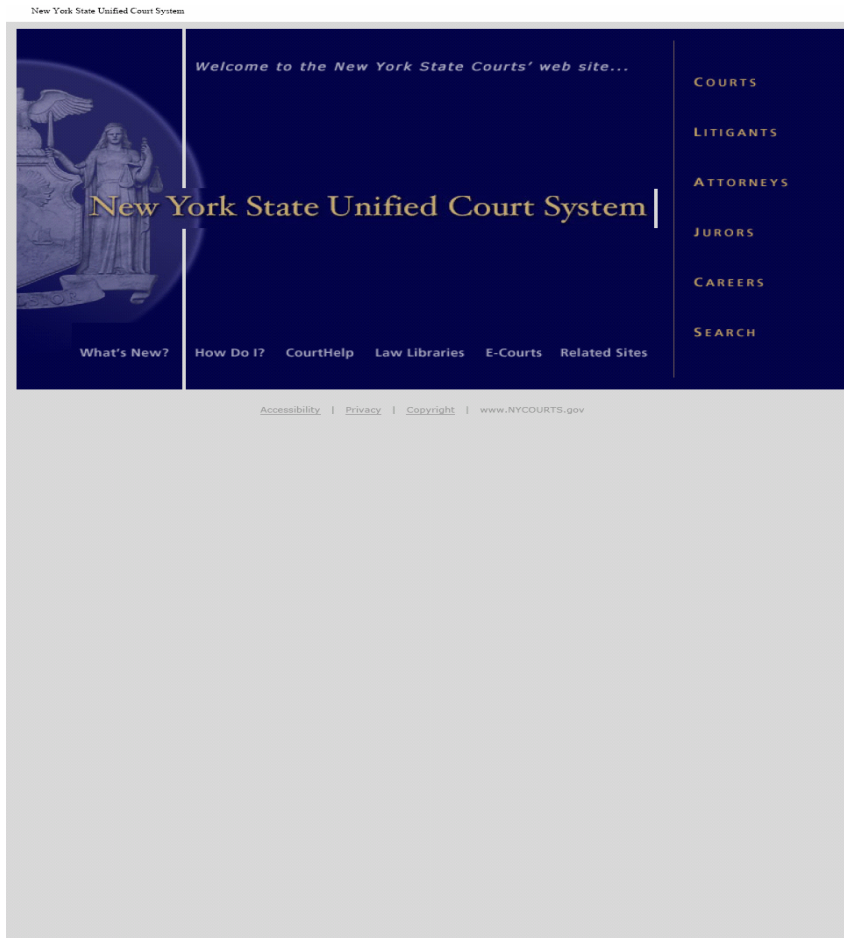 New York State Unified Court System
Welcome to the New York State Courts' web site...
COURTS
LITIGANTS
ATTORNEYS
New York State Unified Court System
JURORS
CAREERS
SEARCH
What's New? How Do I? CourtHelp Law Libraries E-Courts Related Sites
Accessibility | Privacy | Copyright | www.NYCOURTS.gov